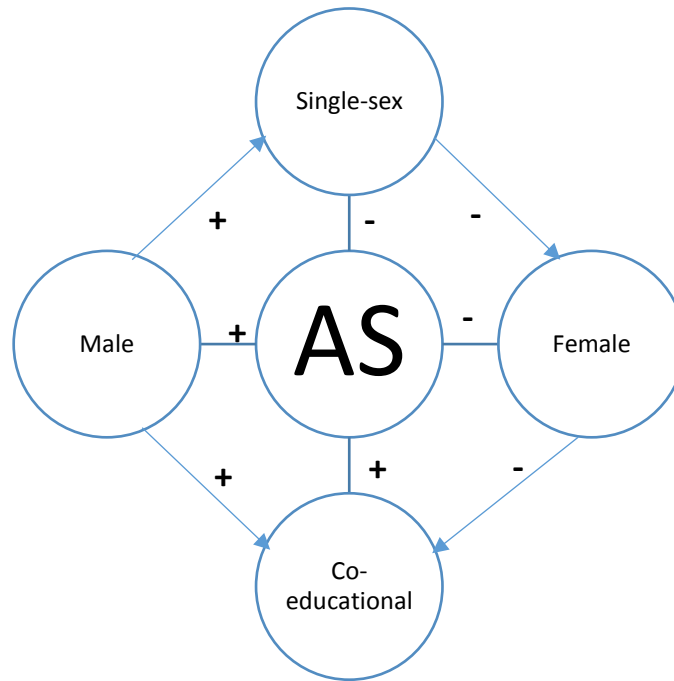 Single-sex
+
-
-
Male
+
AS
-
Female
+
+
-
Co-
educational